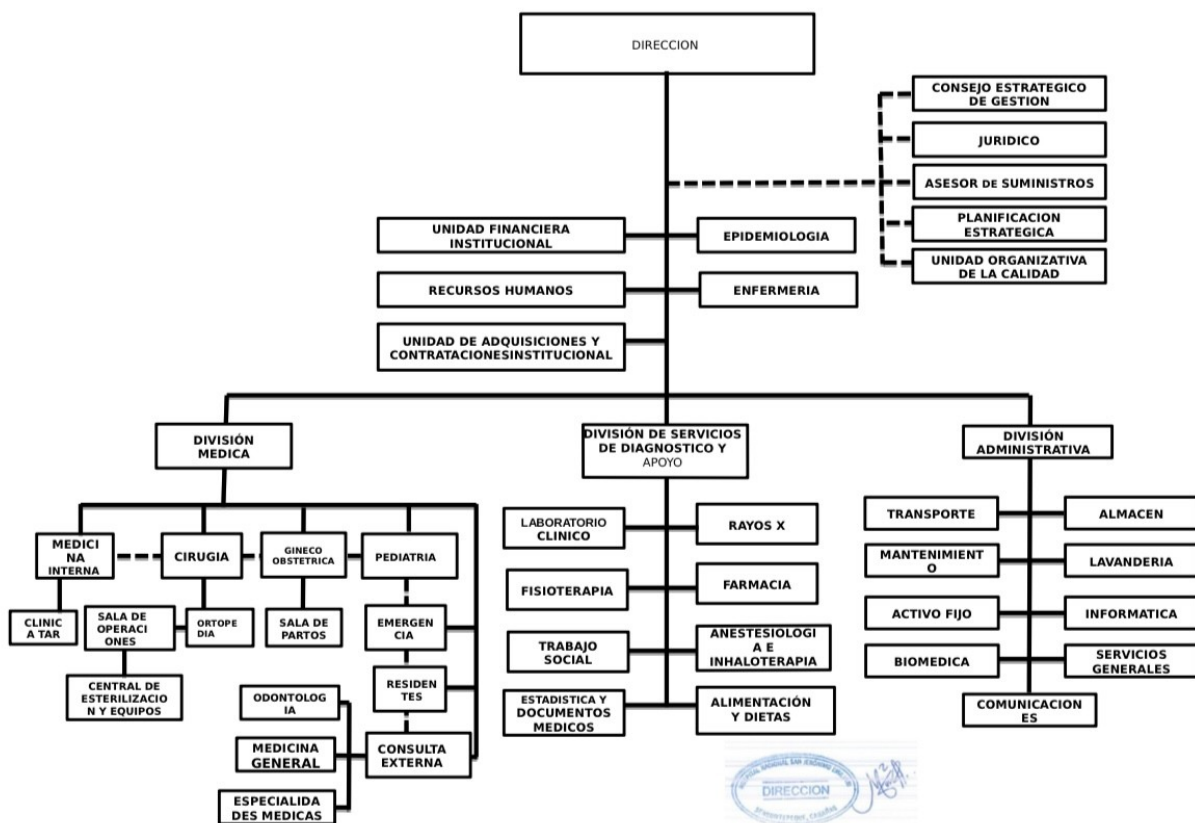 DIRECCION
CONSEJO ESTRATEGICO
DE GESTION
JURIDICO
ASESOR DE SUMINISTROS
PLANIFICACION
ESTRATEGICA
UNIDAD ORGANIZATIVA
DE LA CALIDAD
UNIDAD FINANCIERA
INSTITUCIONAL
EPIDEMIOLOGIA
RECURSOS HUMANOS
ENFERMERIA
UNIDAD DE ADQUISICIONES Y
CONTRATACIONESINSTITUCIONAL
DIVISIÓN
MEDICA
DIVISIÓN DE SERVICIOS
DE DIAGNOSTICO Y
APOYO
DIVISIÓN
ADMINISTRATIVA
MEDICI
NA INTERNA
CIRUGIA
GINECO
OBSTETRICA
PEDIATRIA
CLINIC
A TAR
SALA DE
OPERACI
ONES
ORTOPE
DIA
SALA DE
PARTOS
EMERGEN
CIA
CENTRAL DE
ESTERILIZACIO
N Y EQUIPOS
RESIDEN
TES
ODONTOLOG
IA
MEDICINA
GENERAL
CONSULTA
EXTERNA
ESPECIALIDA
DES MEDICAS
LABORATORIO
CLINICO
RAYOS X
FISIOTERAPIA
FARMACIA
TRABAJO
SOCIAL
ANESTESIOLOGI
A E
INHALOTERAPIA
ESTADISTICA Y
DOCUMENTOS
MEDICOS
ALIMENTACIÓN
Y DIETAS
TRANSPORTE
ALMACEN
MANTENIMIENT
O
LAVANDERIA
ACTIVO FIJO
INFORMATICA
BIOMEDICA
SERVICIOS
GENERALES
COMUNICACION
ES
HOSPITAL NACIONAL SAN JERÓNIMO
DIRECCION
CABAÑAS